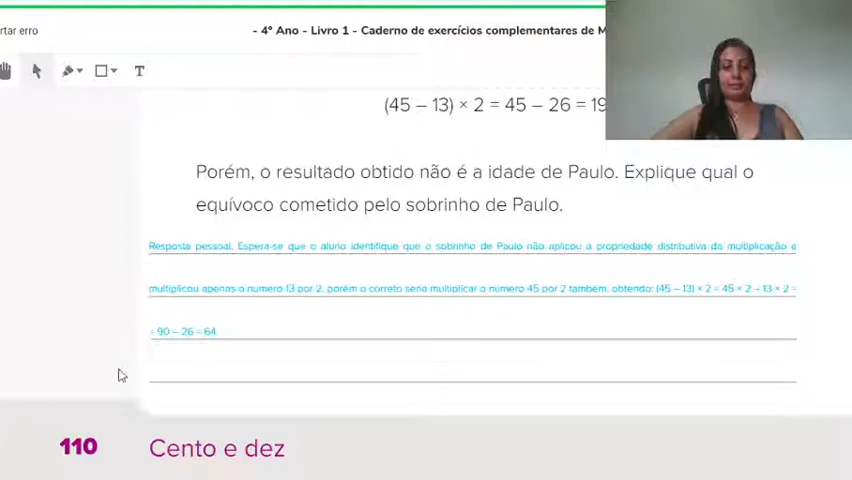 rtar erro
- 4º Ano - Livro 1 - Caderno de exercícios complementares de M
T
(45 – 13) × 2 = 45 – 26 = 19
Porém, o resultado obtido não é a idade de Paulo. Explique qual o
equívoco cometido pelo sobrinho de Paulo.
Resposta pessoal. Espera-se que o aluno identifique que o sobrinho de Paulo não aplicou a propriedade distributiva da multiplicação e
multiplicou apenas o número 13 por 2, porém o correto seria multiplicar o número 45 por 2 também, obtendo: (45 – 13) × 2 = 45 × 2 – 13 × 2 =
= 90 – 26 = 64.
110 Cento e dez